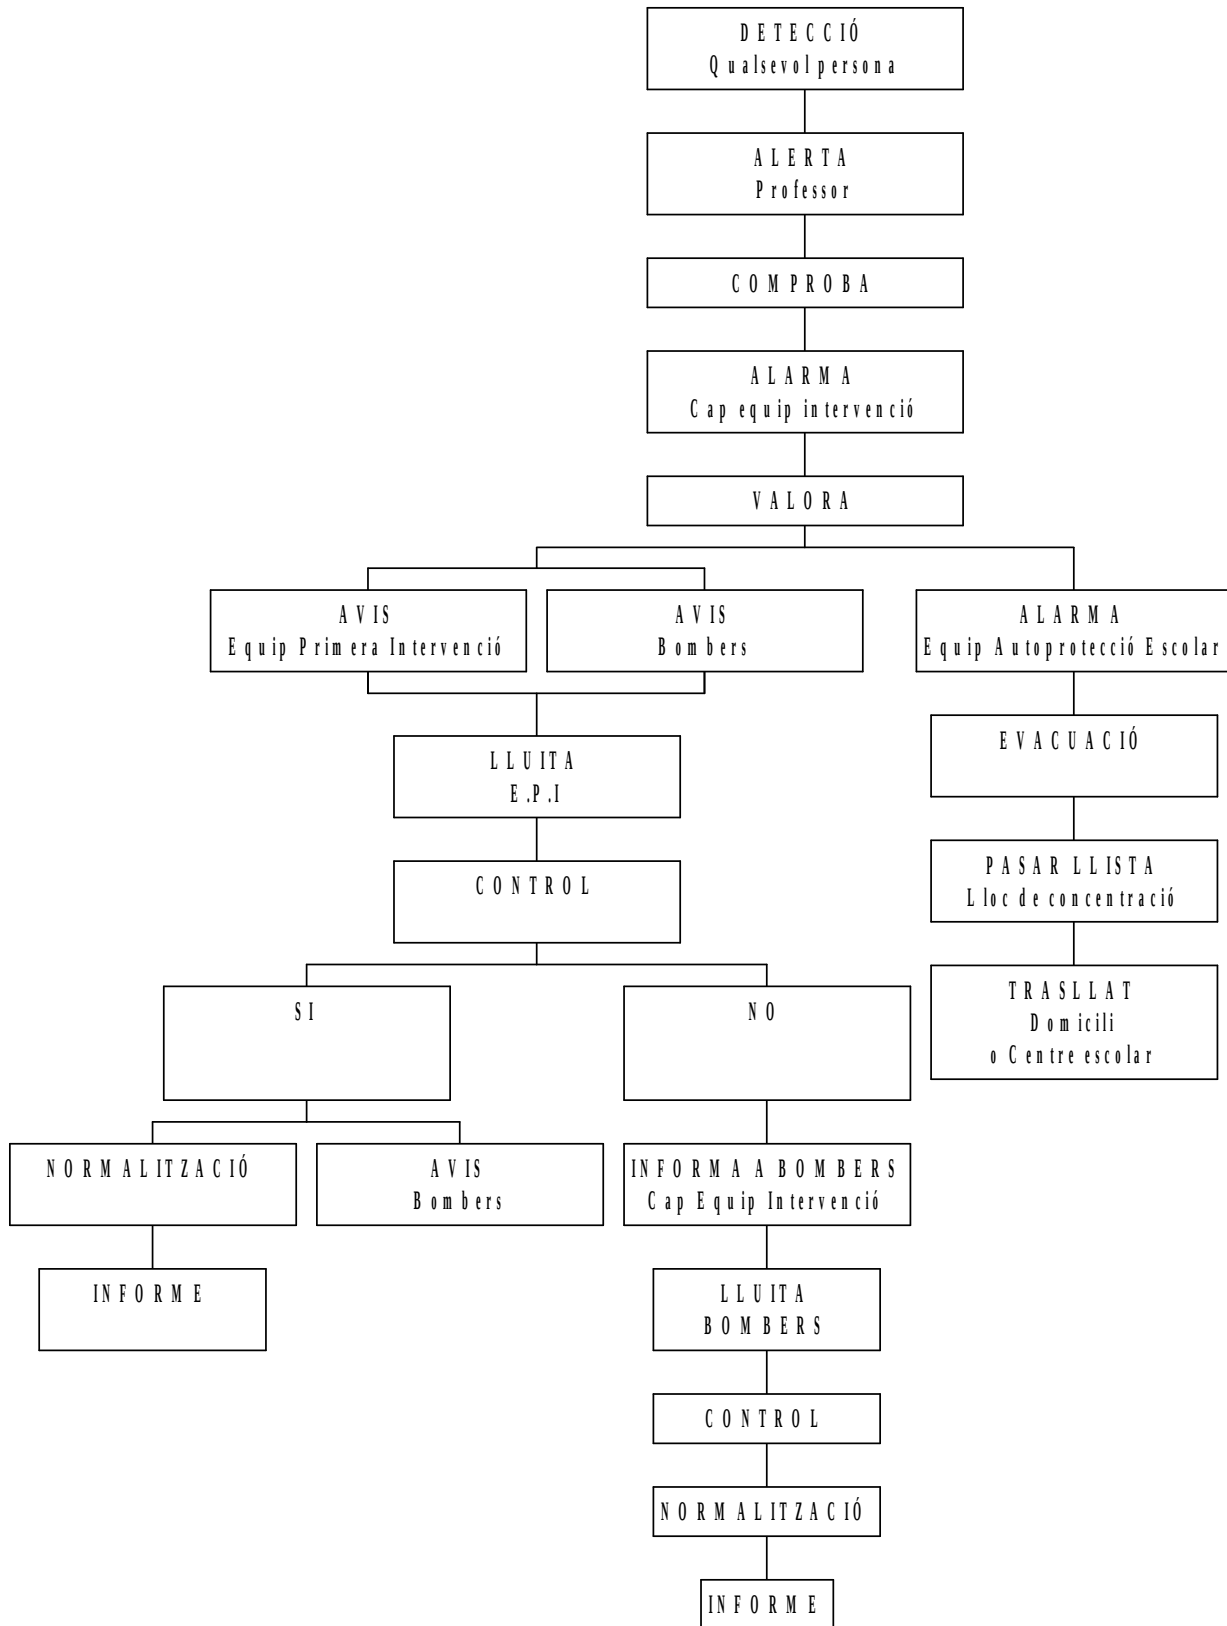 DETECCIÓ
Qualsevol persona
ALERTA
Professor
COMPROBA
ALARMA
Cap equip intervenció
VALORA
AVIS
Equip Primera Intervenció
AVIS
Bombers
ALARMA
Equip Autoprotecció Escolar
EVACUACIÓ
LLUITA
E.P.I
CONTROL
PASAR LLISTA
Lloc de concentració
SI
NO
TRASLLAT
Domicili
o Centre escolar
NORMALITZACIÓ
AVIS
Bombers
INFORMA A BOMBERS
Cap Equip Intervenció
INFORME
LLUITA
BOMBERS
CONTROL
NORMALITZACIÓ
INFORME